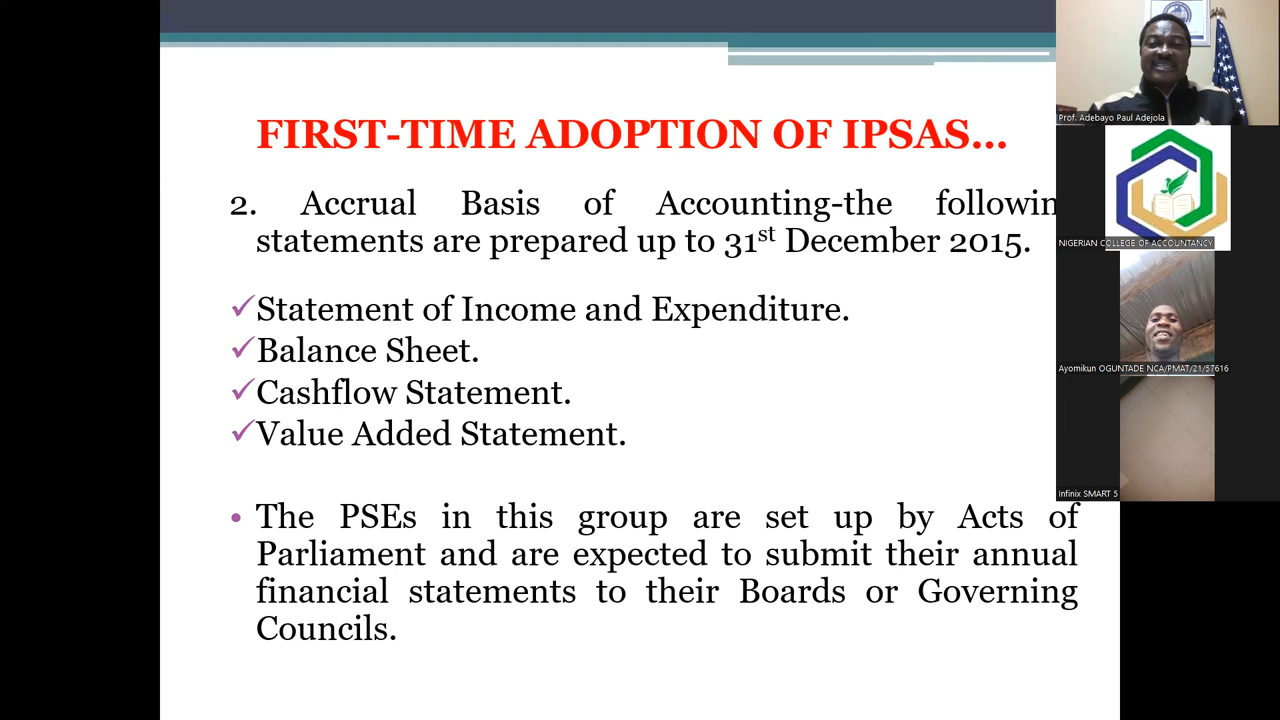 FIRST-TIME ADOPTION OF IPSAS...
2. Accrual Basis of Accounting-the followin
statements are prepared up to 31st December 2015.
Statement of Income and Expenditure.
Balance Sheet.
Cashflow Statement.
Value Added Statement.
• The PSEs in this group are set up by Acts of
Parliament and are expected to submit their annual
financial statements to their Boards or Governing
Councils.
Prof. Adebayo Paul Adejola
NIGERIAN COLLEGE OF ACCOUNTANCY
Ayomikun OGUNTADE NCA/PMAT/21/57616
Infinix SMART 5